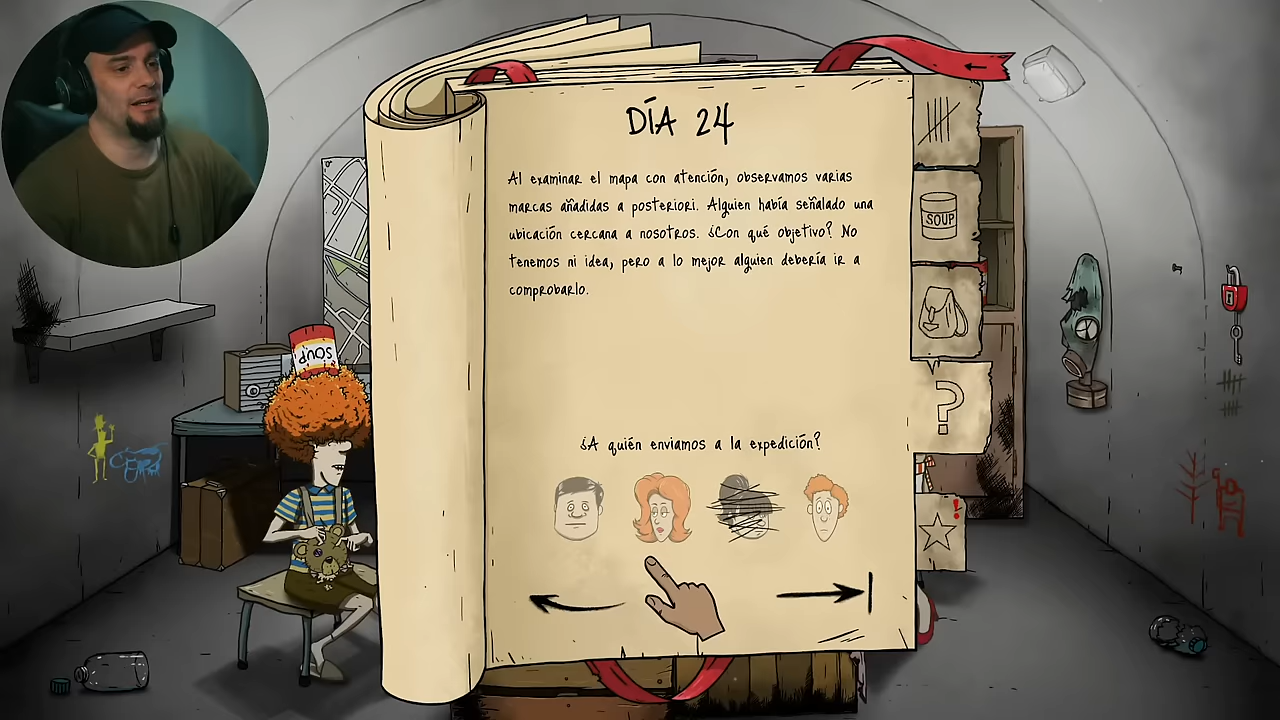 DÍA 24
Al examinar el mapa con atención, observamos varias
marcas añadidas a posteriori. Alguien había señalado una
ubicación cercana a nosotros. ¿Con qué objetivo? No
tenemos ni idea, pero a lo mejor alguien debería ir a
comprobarlo.
¿A quién enviamos a la expedición?
SOUP
?
SOUP